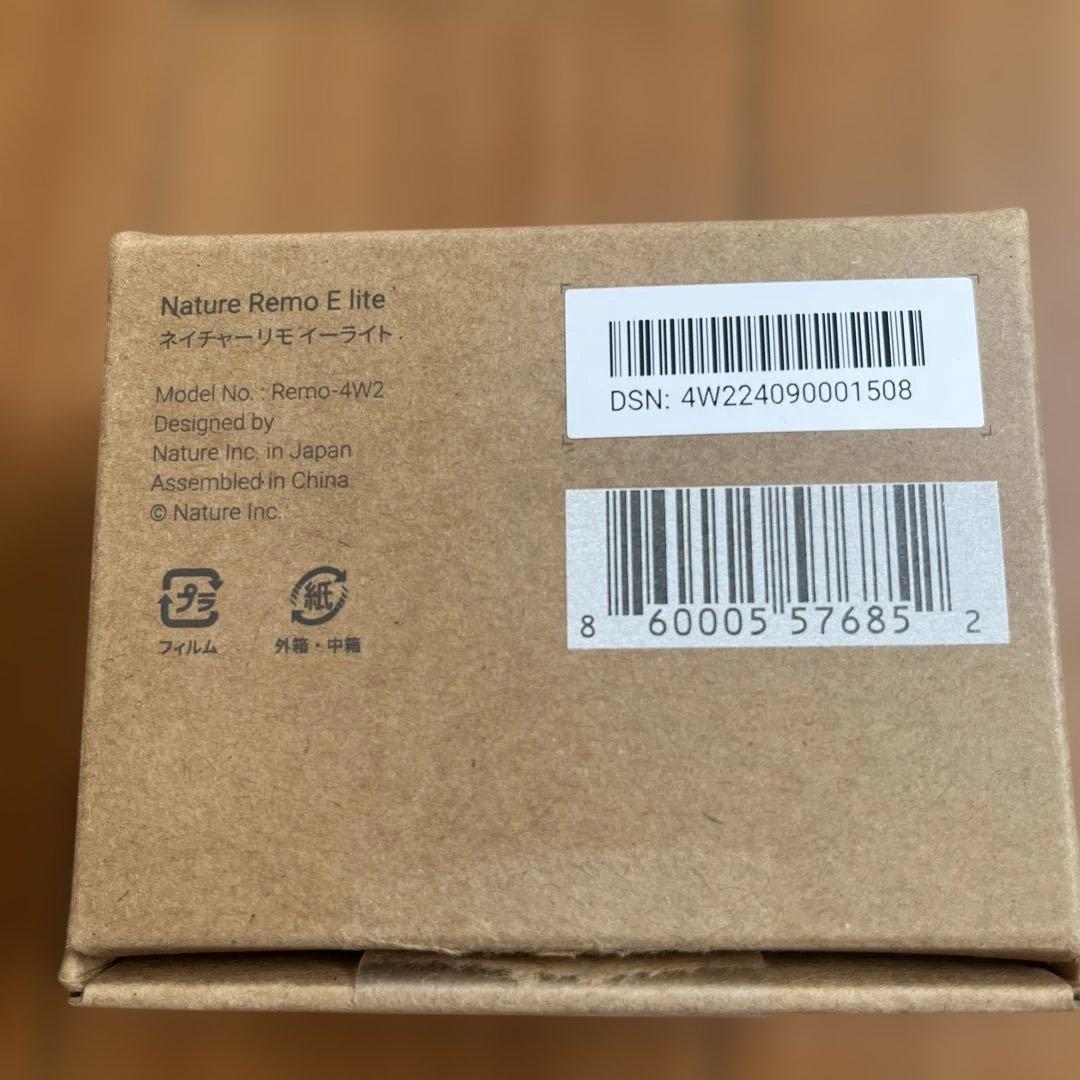 Nature Remo E lite
ネイチャーリモ イーライト
Model No. : Remo-4W2
Designed by
Nature Inc. in Japan
Assembled in China
© Nature Inc.
プラ
フィルム
紙
外箱・中箱
DSN: 4W224090001508
8 60005 57685 2